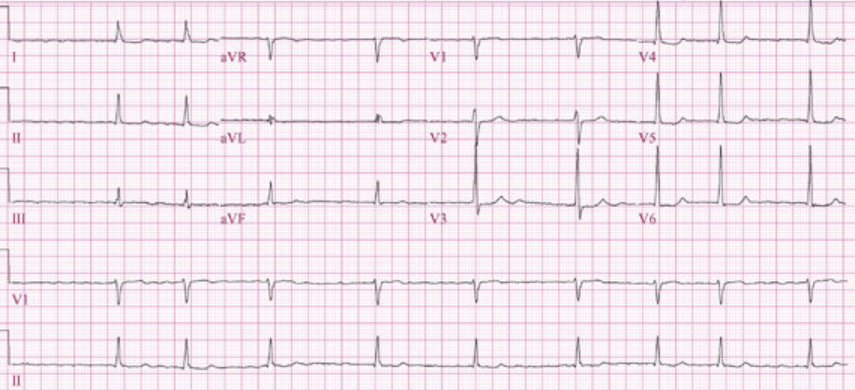 I aVR V1 V4
II aVL V2 V5
III aVF V3 V6
V1
II